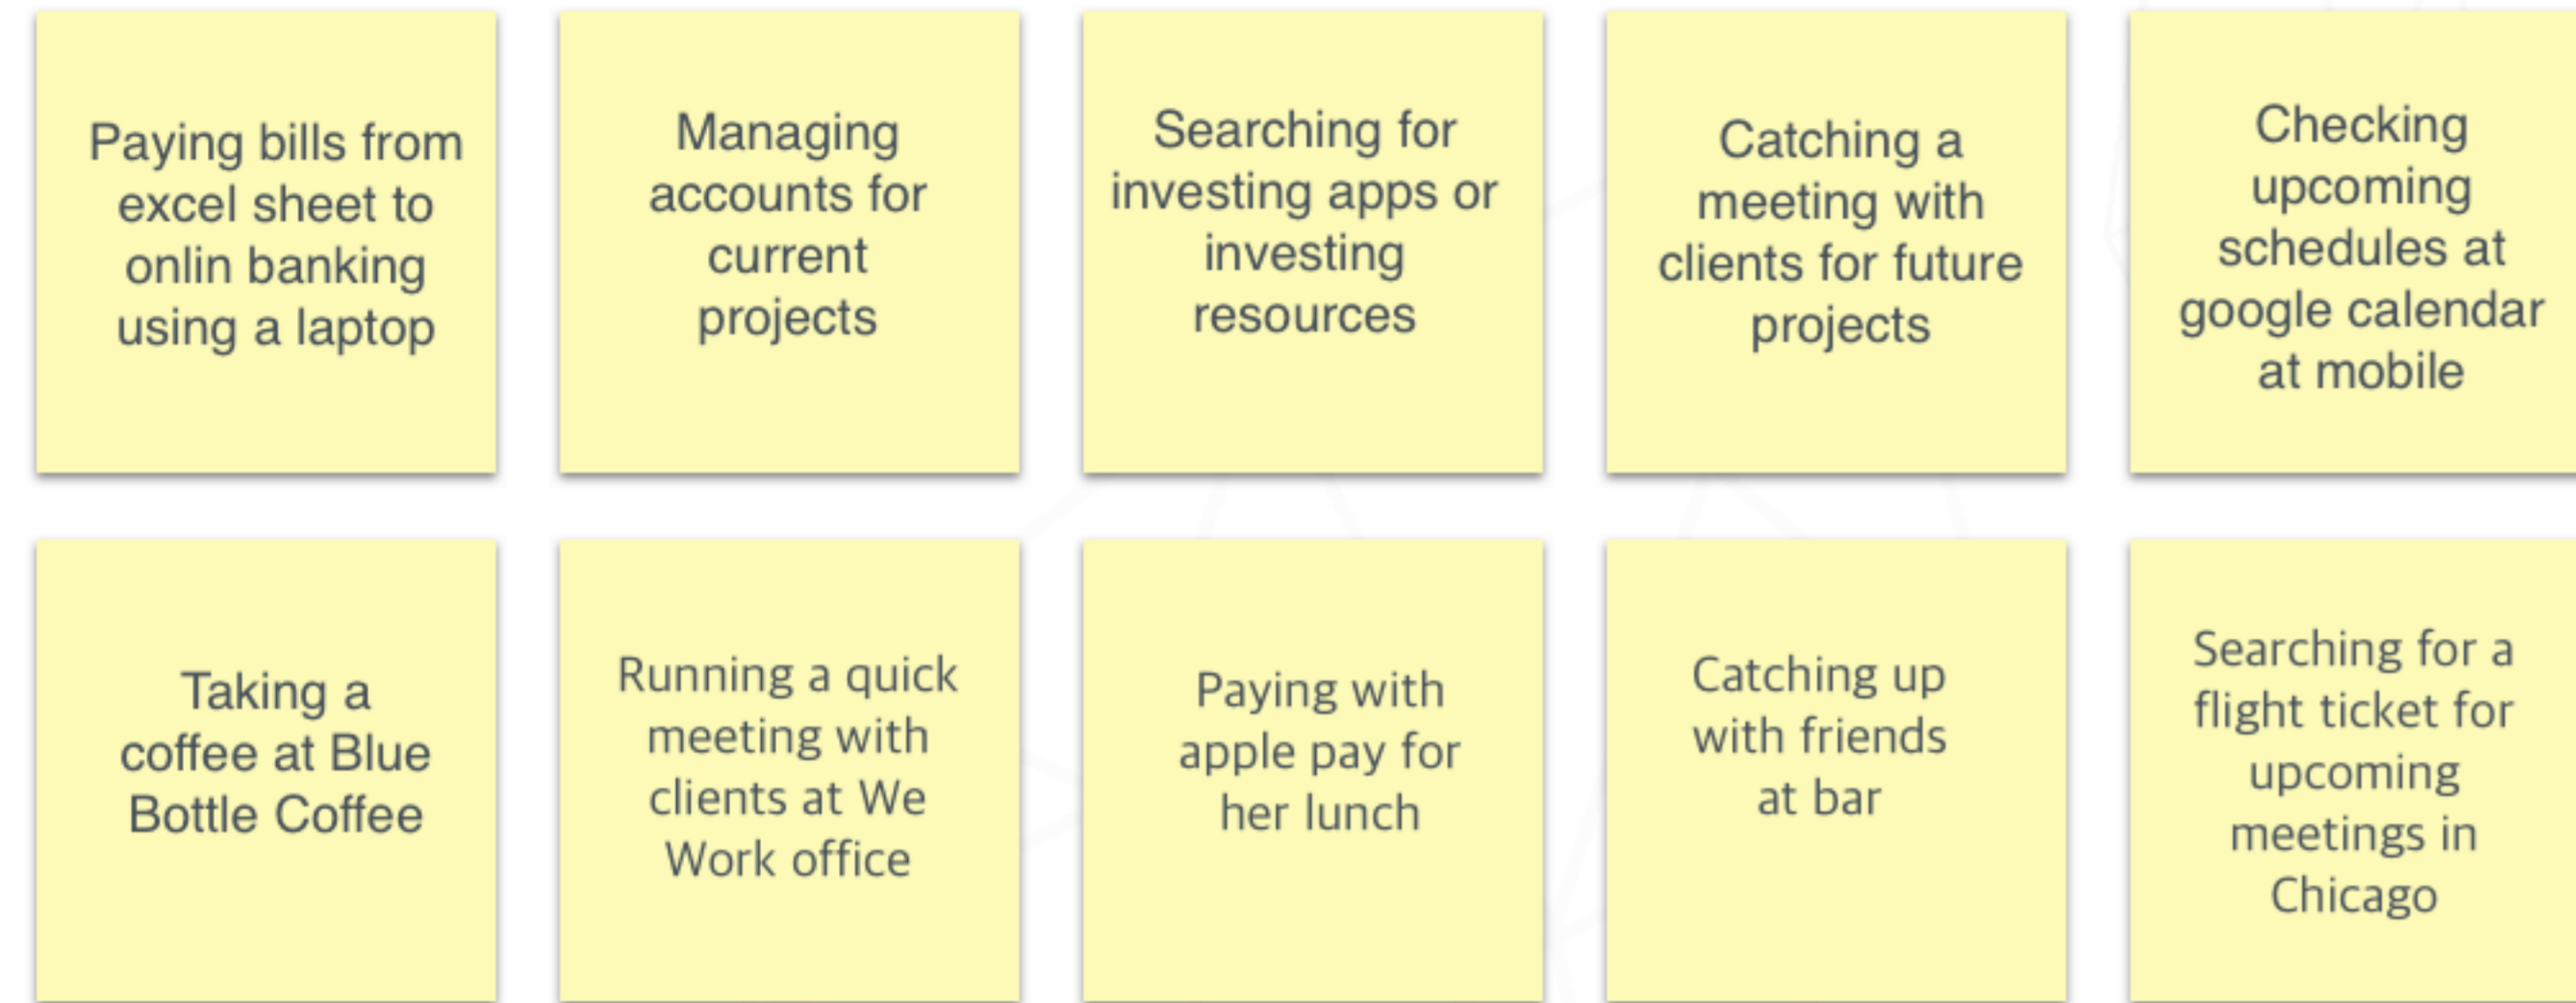 Paying bills from
excel sheet to
onlin banking
using a laptop
Managing
accounts for
current
projects
Searching for
investing apps or
investing
resources
Catching a
meeting with
clients for future
projects
Checking
upcoming
schedules at
google calendar
at mobile
Taking a
coffee at Blue
Bottle Coffee
Running a quick
meeting with
clients at We
Work office
Paying with
apple pay for
her lunch
Catching up
with friends
at bar
Searching for a
flight ticket for
upcoming
meetings in
Chicago